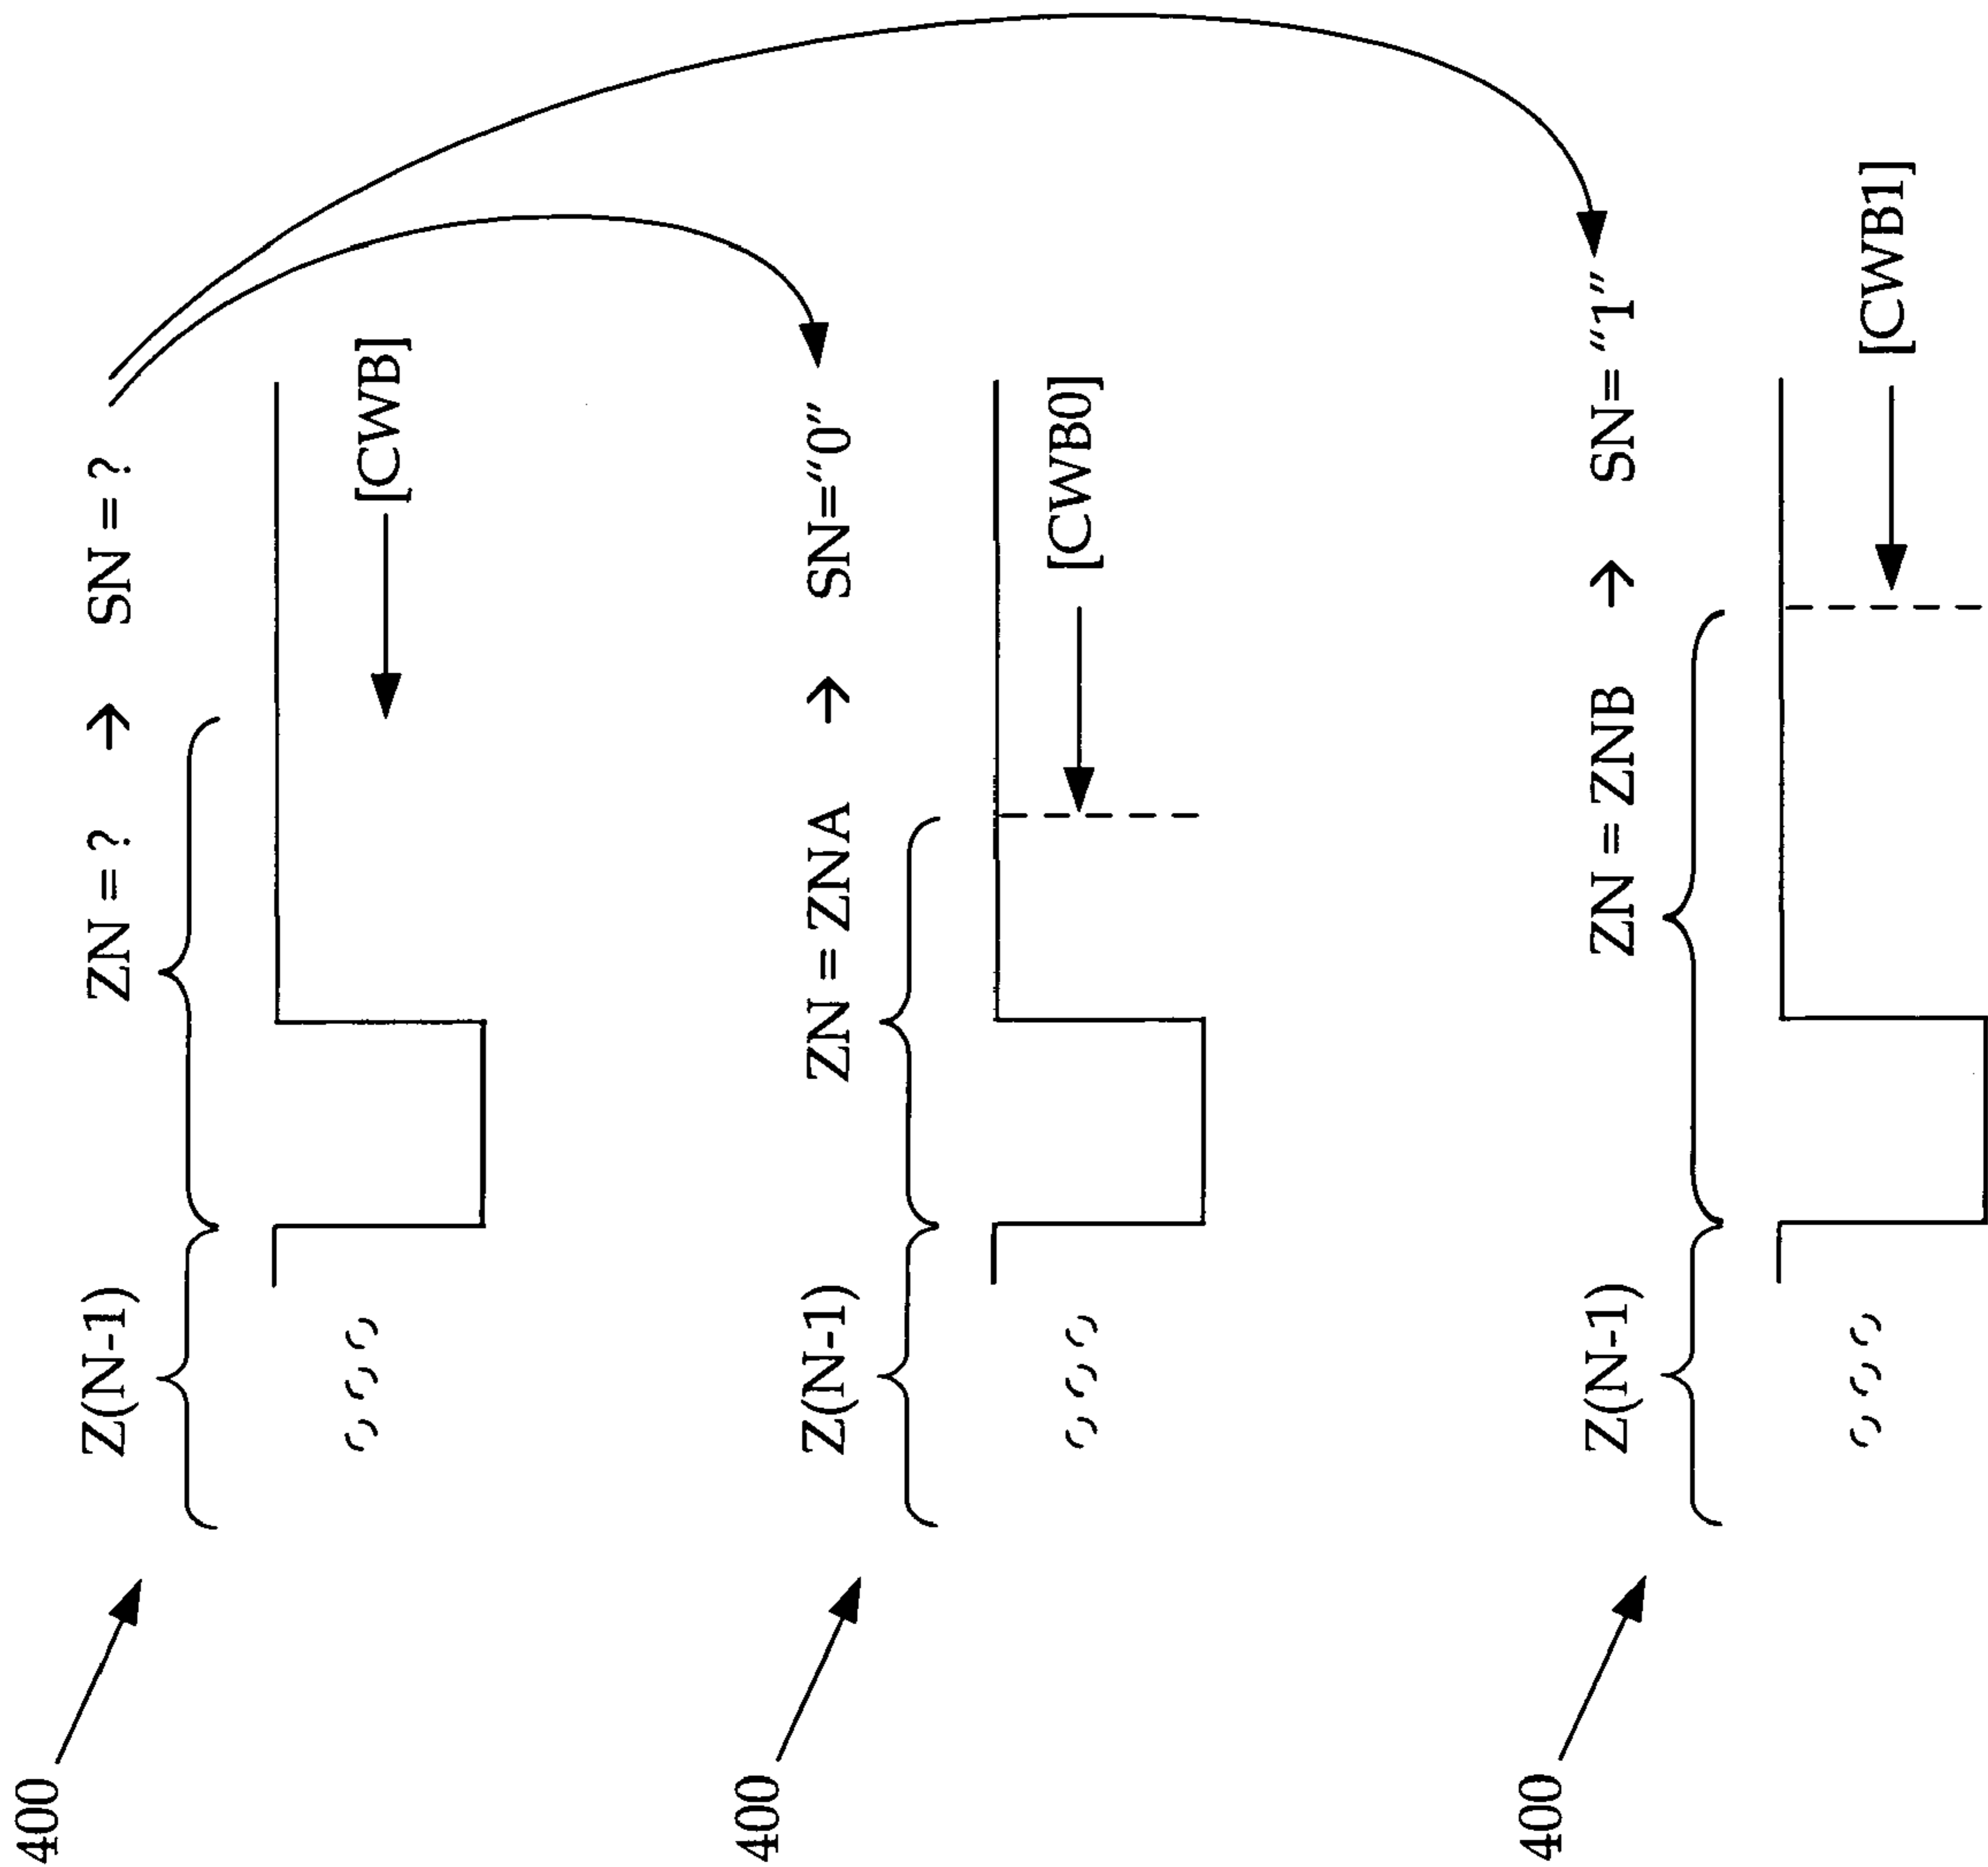 400
Z(N-1)
ZN = ? → SN = ?
[CWB]
400
Z(N-1)
ZN = ZNA → SN=“0”
[CWB0]
400
Z(N-1)
ZN = ZNB → SN=“1”
[CWB1]